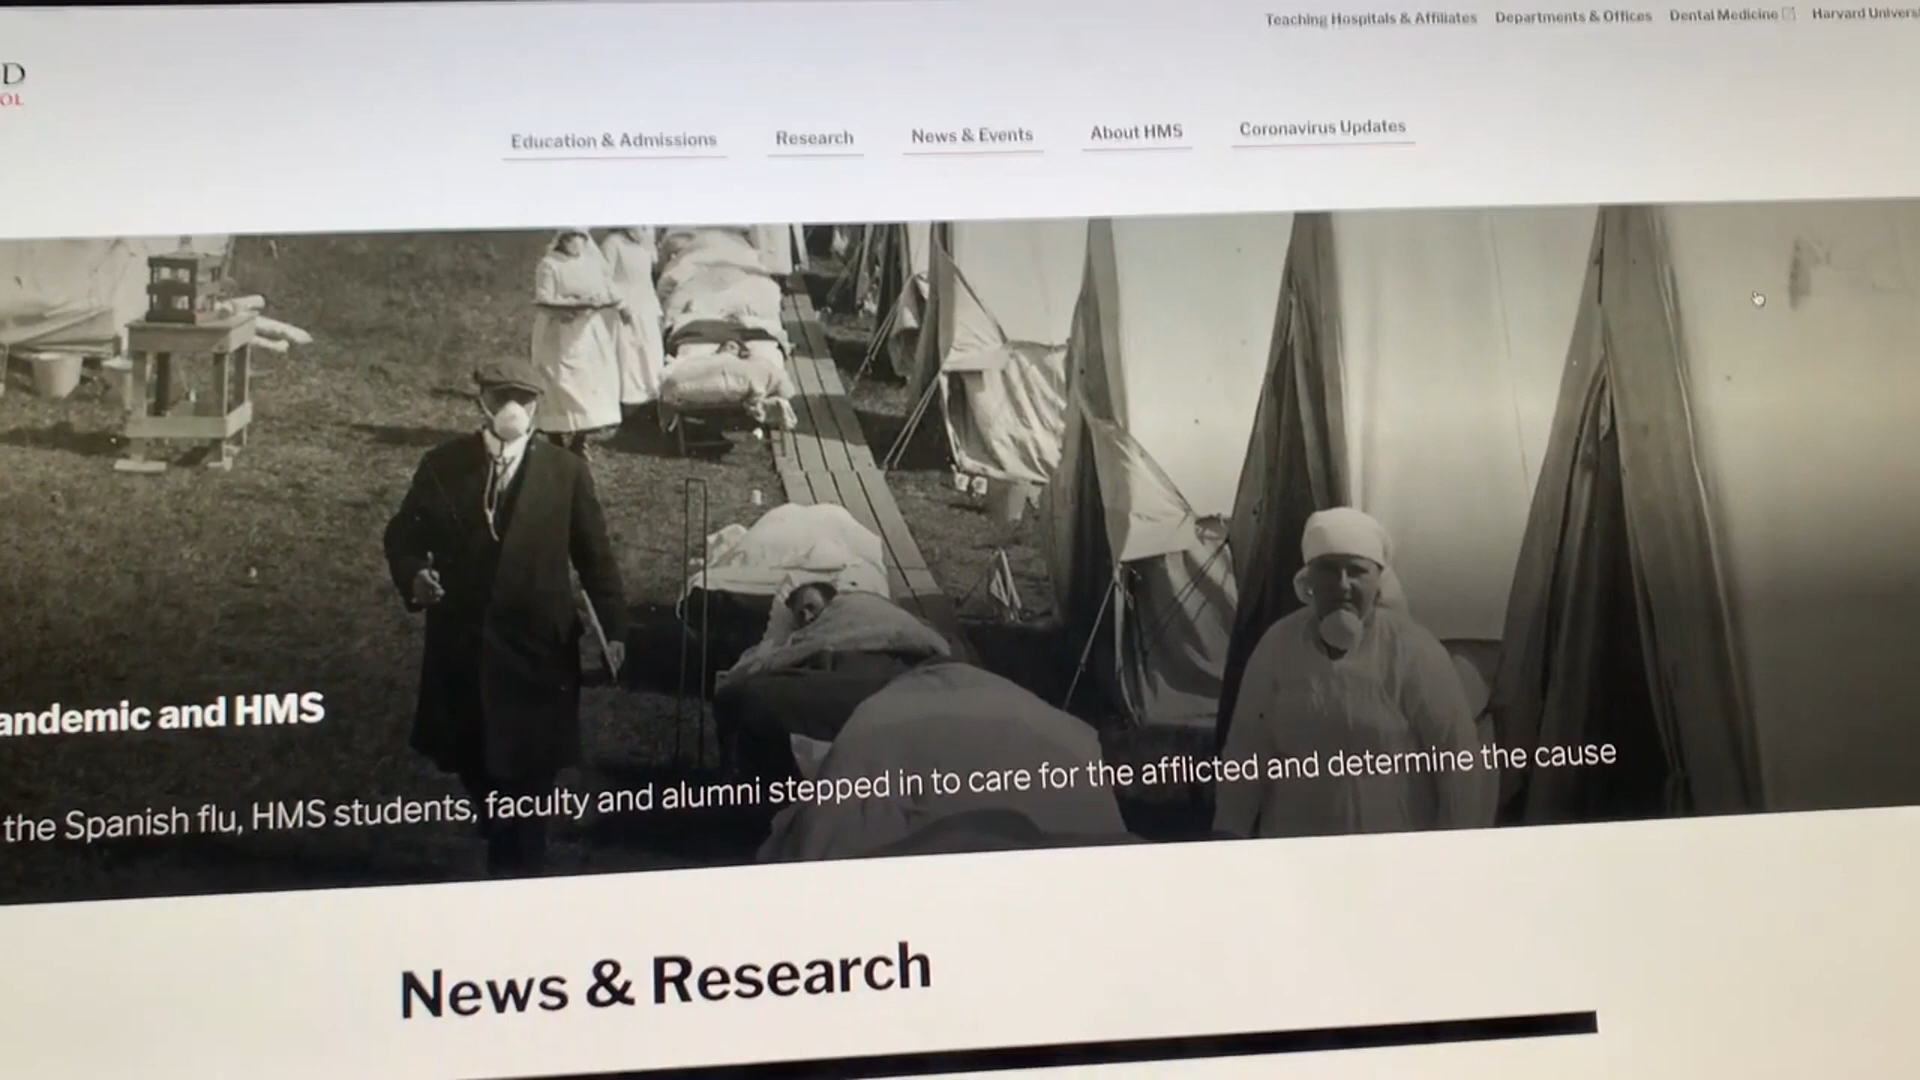 Teaching Hospitals & Affiliates Departments & Offices Dental Medicine Harvard Univers
D
OL
Education & Admissions Research News & Events About HMS Coronavirus Updates
andemic and HMS
the Spanish flu, HMS students, faculty and alumni stepped in to care for the afflicted and determine the cause
News & Research